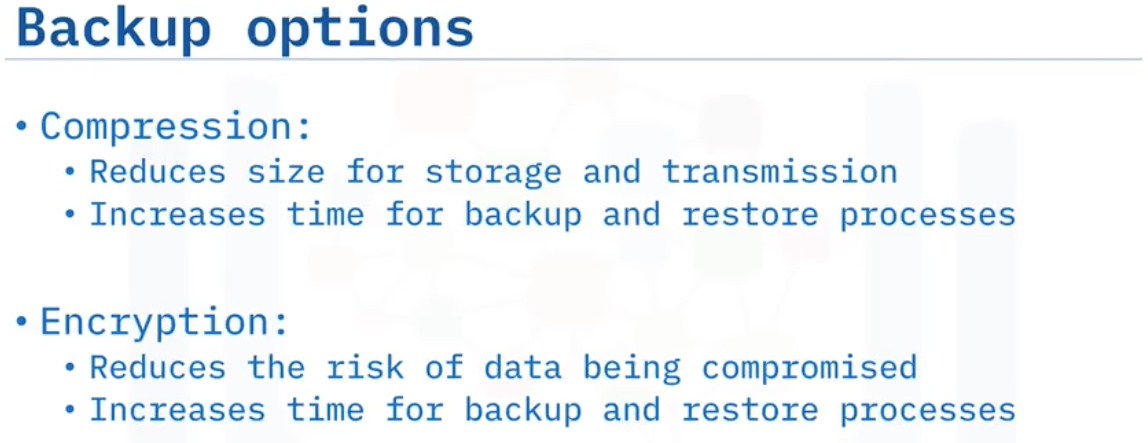 Backup options
• Compression:
• Reduces size for storage and transmission
• Increases time for backup and restore processes
• Encryption:
• Reduces the risk of data being compromised
• Increases time for backup and restore processes